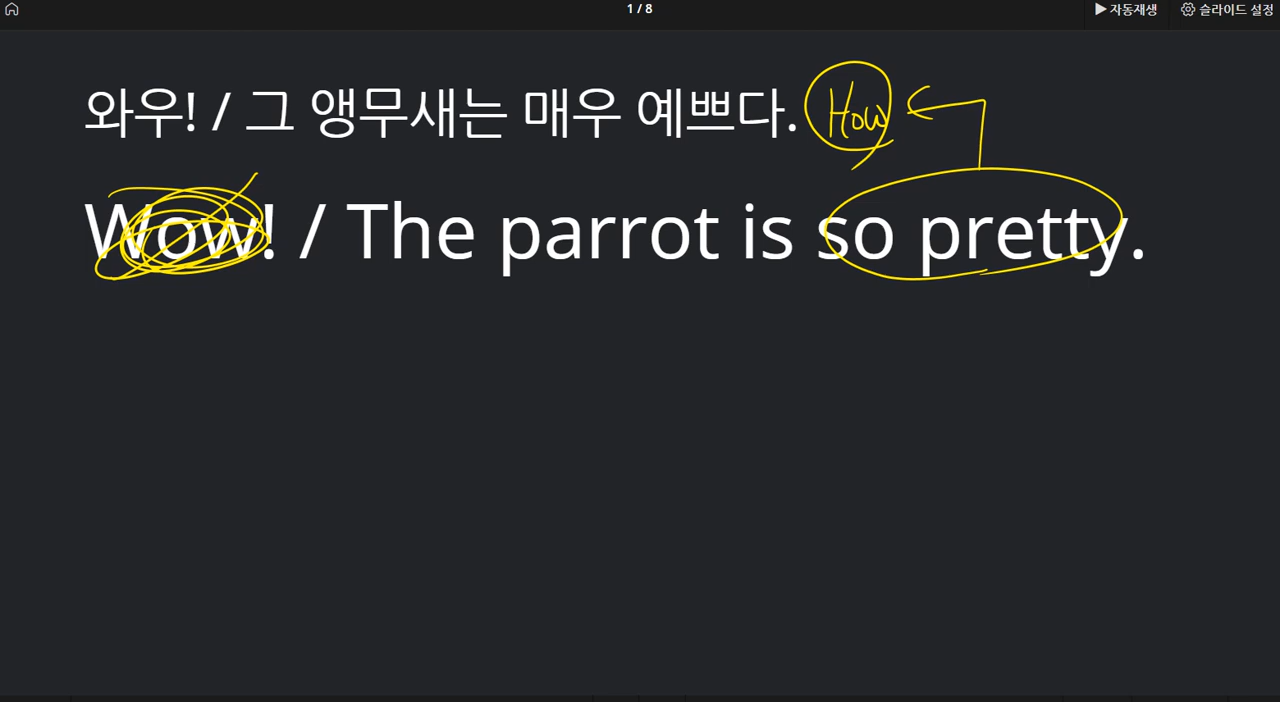 1 / 8
자동재생
슬라이드 설정
와우! / 그 앵무새는 매우 예쁘다. How
Wow! / The parrot is so pretty.